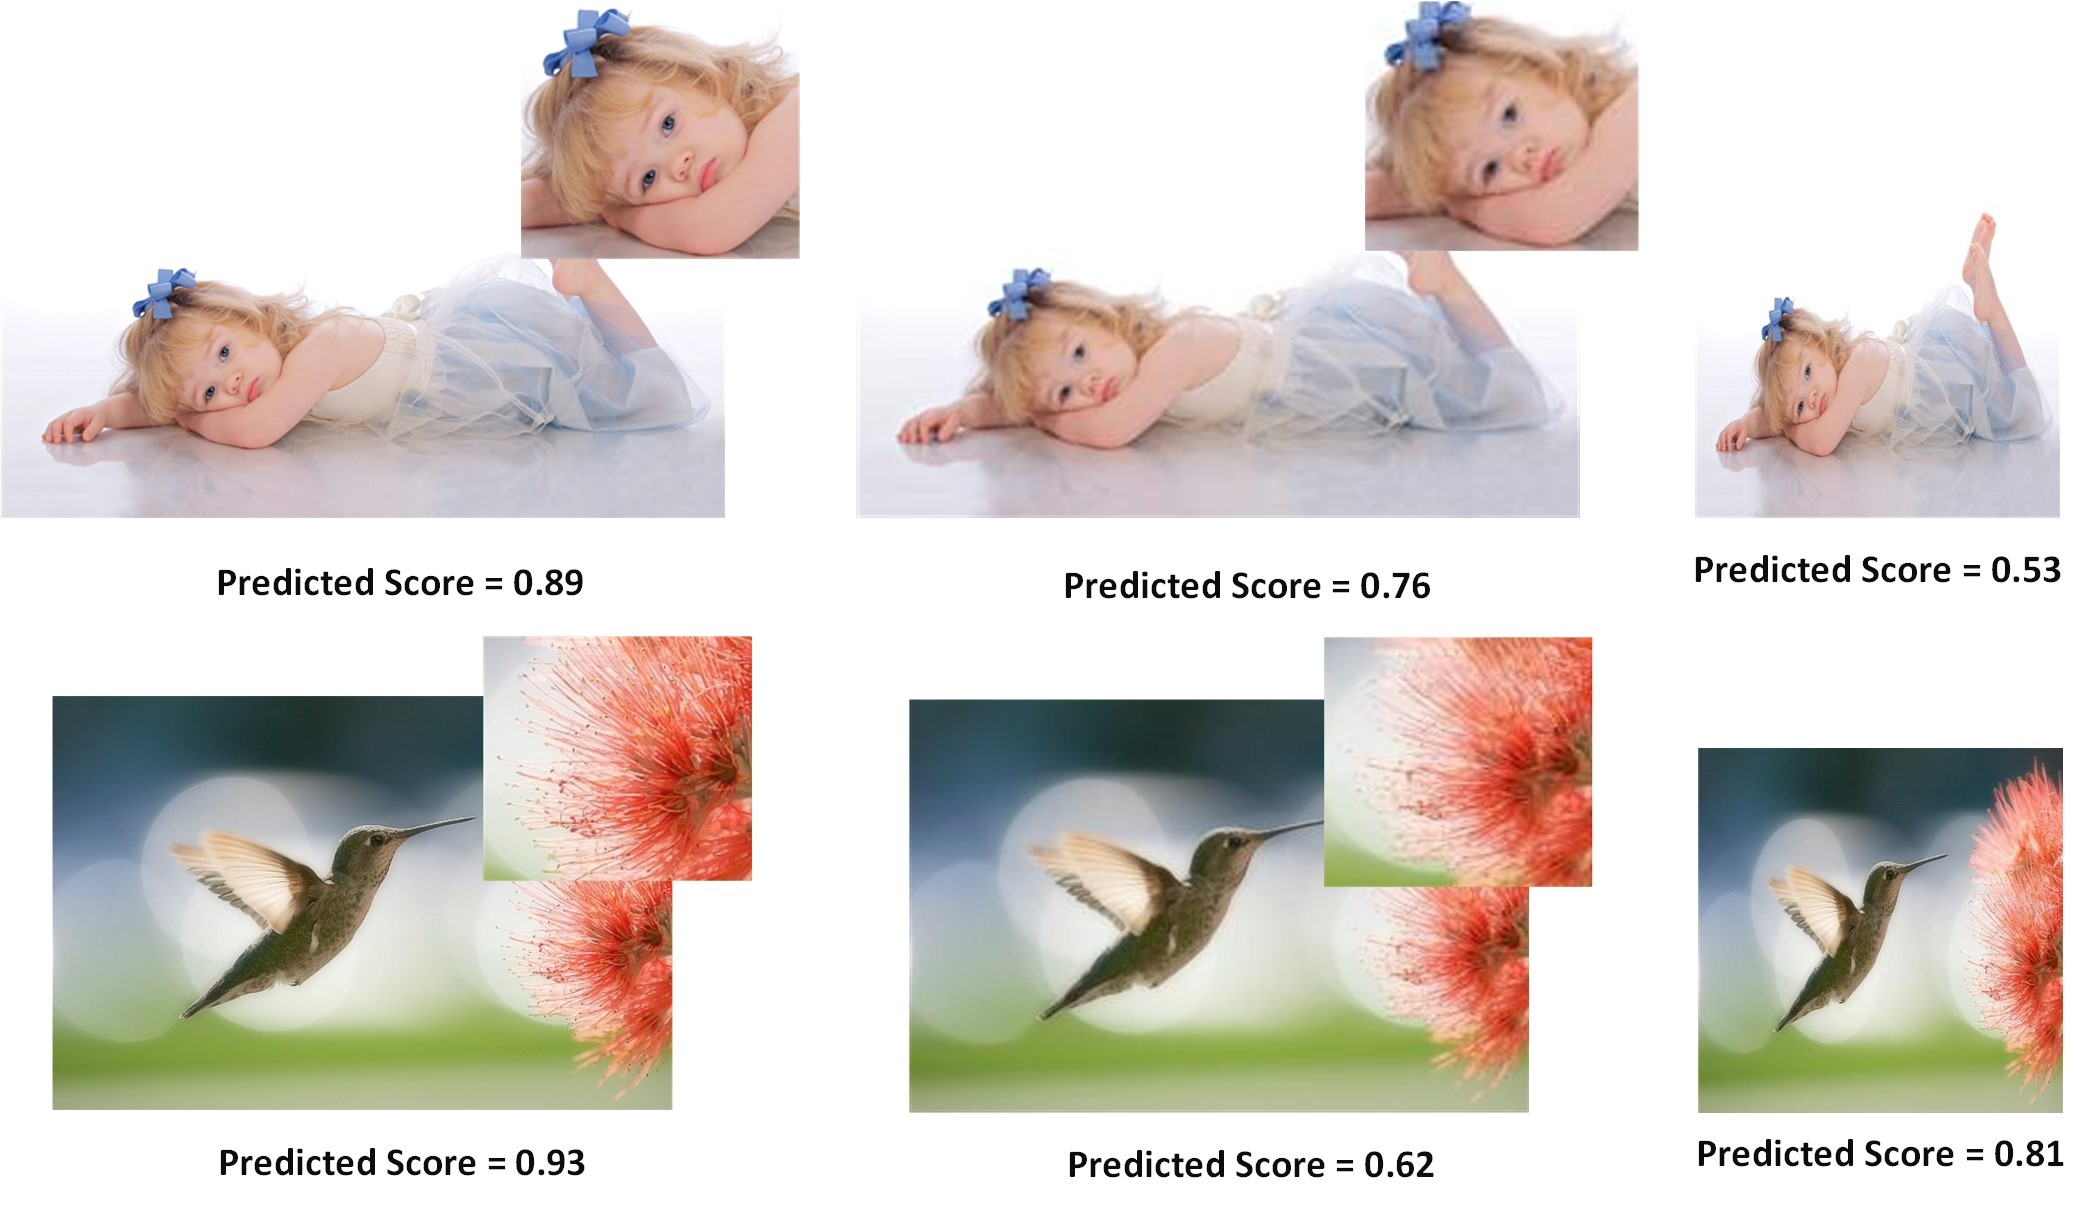 Predicted Score = 0.89
Predicted Score = 0.76
Predicted Score = 0.53
Predicted Score = 0.93
Predicted Score = 0.62
Predicted Score = 0.81